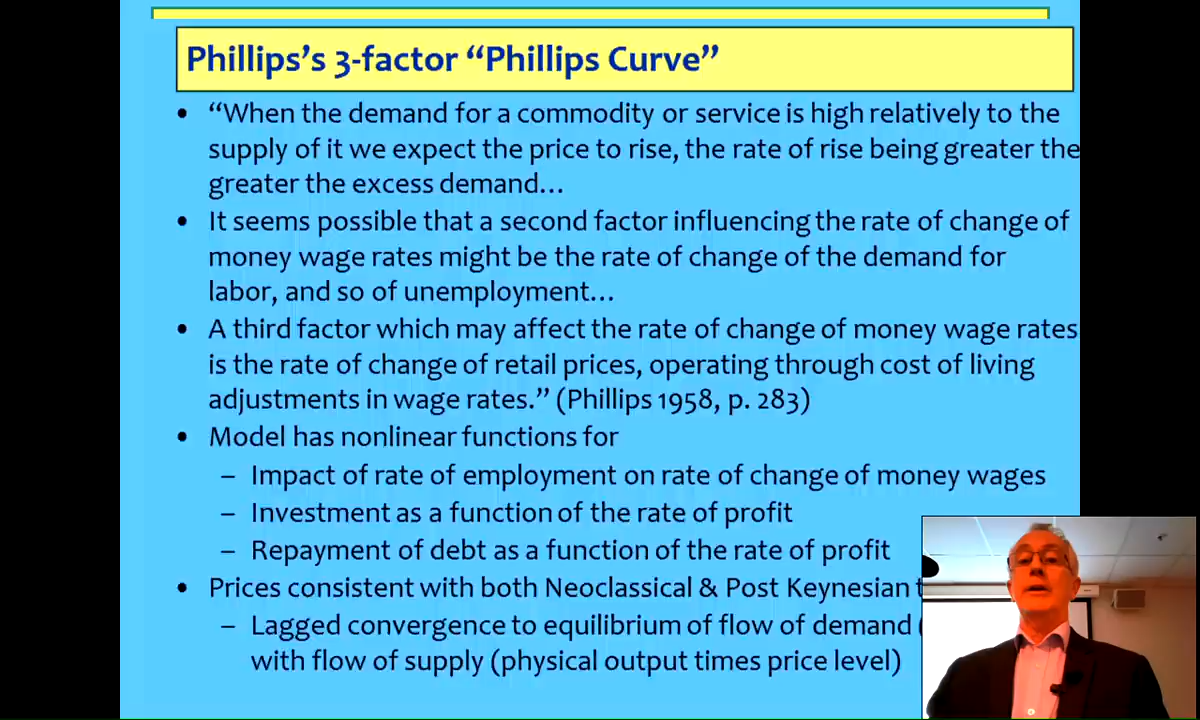 Phillips's 3-factor “Phillips Curve”
• “When the demand for a commodity or service is high relatively to the
supply of it we expect the price to rise, the rate of rise being greater the
greater the excess demand…
• It seems possible that a second factor influencing the rate of change of
money wage rates might be the rate of change of the demand for
labor, and so of unemployment…
• A third factor which may affect the rate of change of money wage rates
is the rate of change of retail prices, operating through cost of living
adjustments in wage rates.” (Phillips 1958, p. 283)
• Model has nonlinear functions for
– Impact of rate of employment on rate of change of money wages
– Investment as a function of the rate of profit
– Repayment of debt as a function of the rate of profit
• Prices consistent with both Neoclassical & Post Keynesian
– Lagged convergence to equilibrium of flow of demand
with flow of supply (physical output times price level)